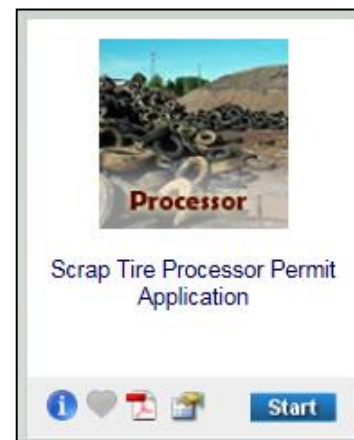 Processor
Scrap Tire Processor Permit
Application
Start